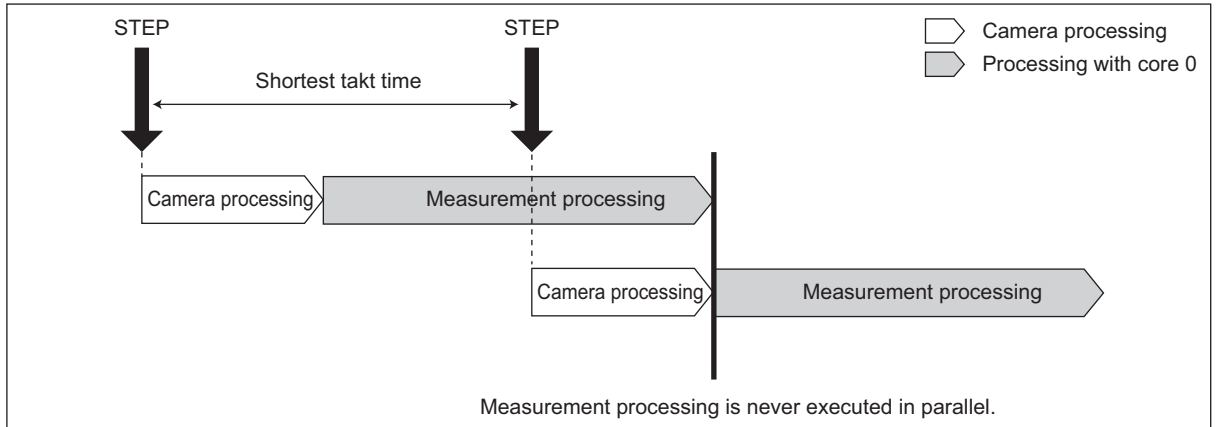 STEP
STEP
Camera processing
Processing with core 0
Shortest takt time
Camera processing
Measurement processing
Camera processing
Measurement processing
Measurement processing is never executed in parallel.